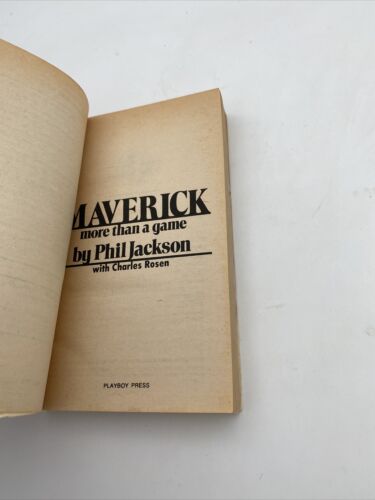 MAVERICK
more than a game
by Phil Jackson
with Charles Rosen
PLAYBOY PRESS